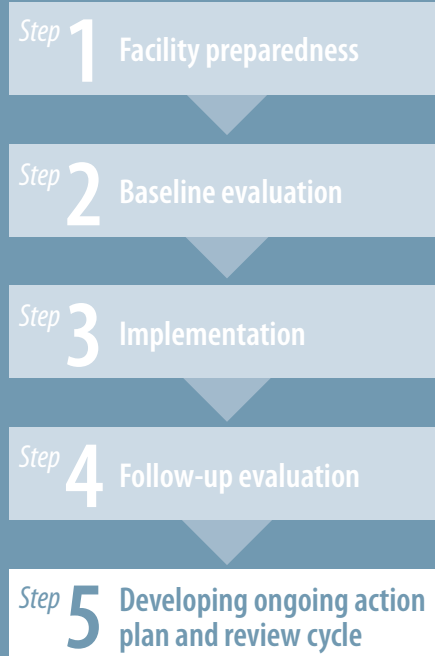 Step 1 Facility preparedness
Step 2 Baseline evaluation
Step 3 Implementation
Step 4 Follow-up evaluation
Step 5 Developing ongoing action
plan and review cycle